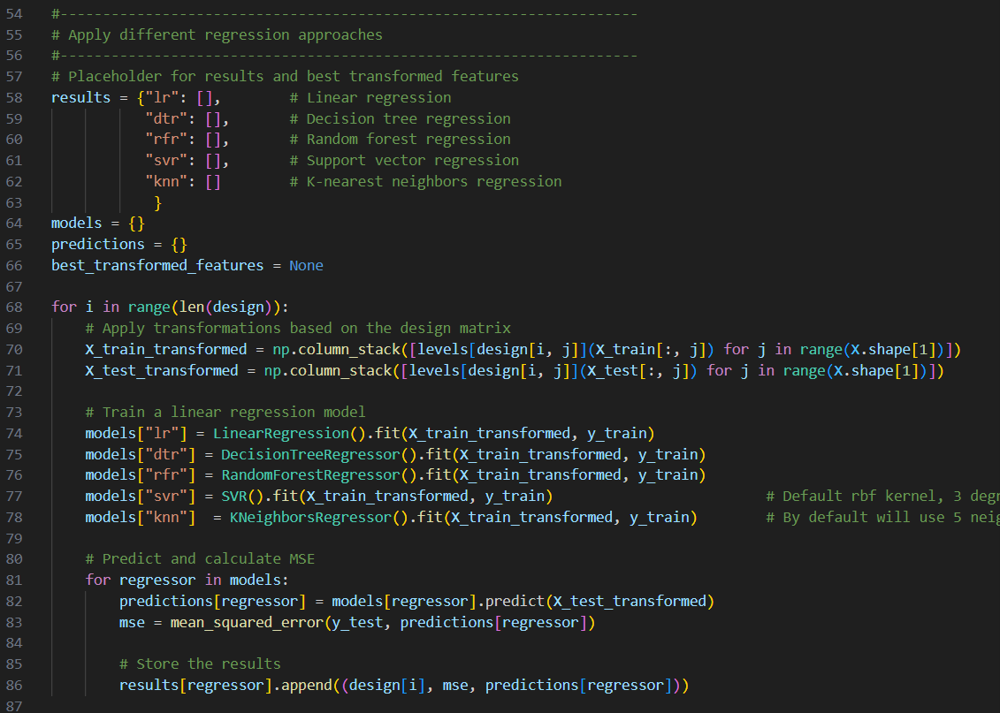 54 #--------------------------------------------------------------------
55 # Apply different regression approaches
56 #--------------------------------------------------------------------
57 # Placeholder for results and best transformed features
58 results = {"lr": [],        # Linear regression
59            "dtr": [],       # Decision tree regression
60            "rfr": [],       # Random forest regression
61            "svr": [],       # Support vector regression
62            "knn": []        # K-nearest neighbors regression
63             }
64 models = {}
65 predictions = {}
66 best_transformed_features = None
67
68 for i in range(len(design)):
69     # Apply transformations based on the design matrix
70     X_train_transformed = np.column_stack([levels[design[i, j]](X_train[:, j]) for j in range(X.shape[1])])
71     X_test_transformed = np.column_stack([levels[design[i, j]](X_test[:, j]) for j in range(X.shape[1])])
72
73     # Train a linear regression model
74     models["lr"] = LinearRegression().fit(X_train_transformed, y_train)
75     models["dtr"] = DecisionTreeRegressor().fit(X_train_transformed, y_train)
76     models["rfr"] = RandomForestRegressor().fit(X_train_transformed, y_train)
77     models["svr"] = SVR().fit(X_train_transformed, y_train)                         # Default rbf kernel, 3 degr
78     models["knn"]  = KNeighborsRegressor().fit(X_train_transformed, y_train)        # By default will use 5 neig
79
80     # Predict and calculate MSE
81     for regressor in models:
82         predictions[regressor] = models[regressor].predict(X_test_transformed)
83         mse = mean_squared_error(y_test, predictions[regressor])
84
85         # Store the results
86         results[regressor].append((design[i], mse, predictions[regressor]))
87